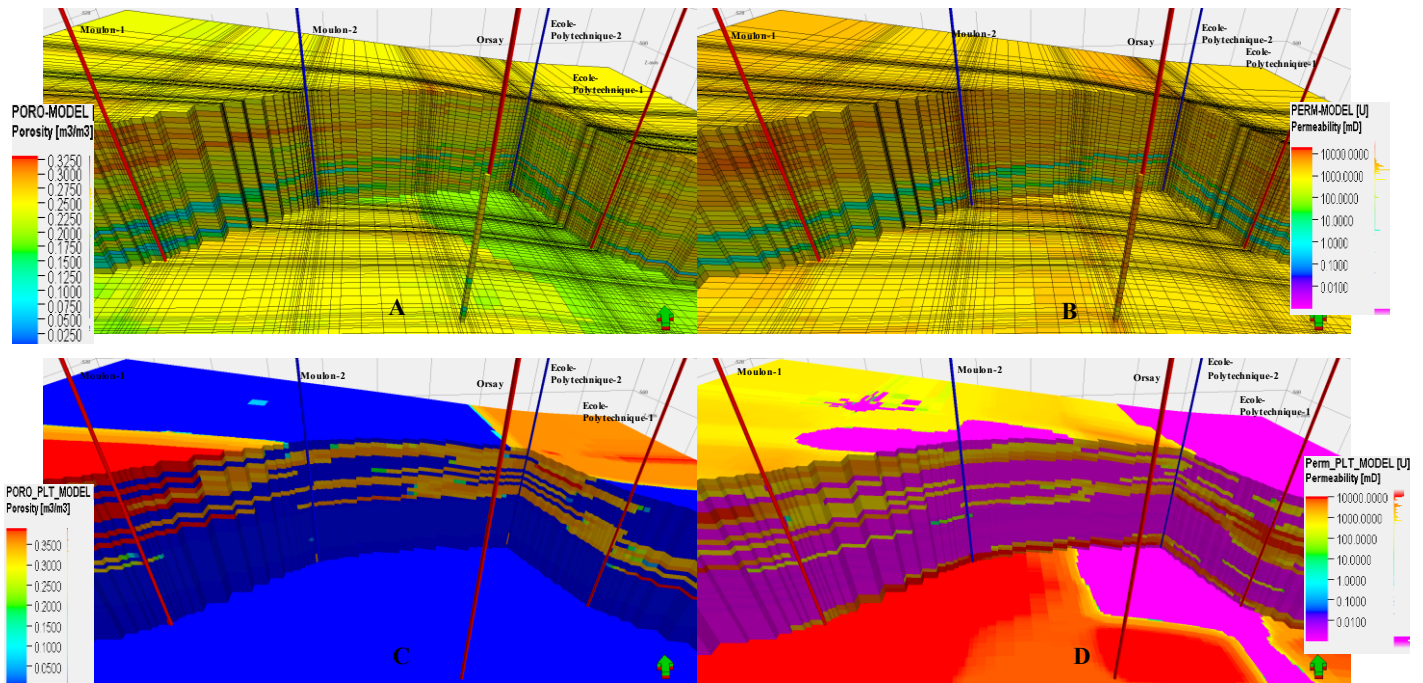 Moulon-1
Moulon-2
Orsay
Ecole-
Polytechnique-2
Ecole-
Polytechnique-1
PORO-MODEL
Porosity [m3/m3]
0.3250
0.3000
0.2750
0.2500
0.2250
0.2000
0.1750
0.1500
0.1250
0.1000
0.0750
0.0500
0.0250
A
Moulon-1
Moulon-2
Orsay
Ecole-
Polytechnique-2
Ecole-
Polytechnique-1
PERM-MODEL [U]
Permeability [mD]
10000.0000
1000.0000
100.0000
10.0000
1.0000
0.1000
0.0100
B
Moulon-1
Moulon-2
Orsay
Ecole-
Polytechnique-2
Ecole-
Polytechnique-1
PORO_PLT_MODEL
Porosity [m3/m3]
0.3500
0.3000
0.2500
0.2000
0.1500
0.1000
0.0500
C
Moulon-1
Moulon-2
Orsay
Ecole-
Polytechnique-2
Ecole-
Polytechnique-1
Perm_PLT_MODEL [U]
Permeability [mD]
10000.0000
1000.0000
100.0000
10.0000
1.0000
0.1000
0.0100
D